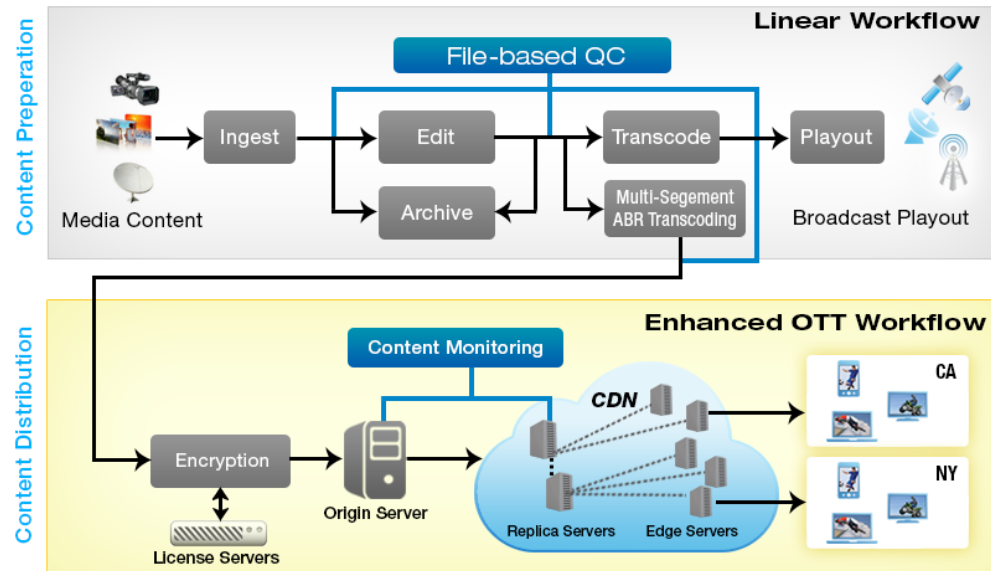 Content Preperation
Linear Workflow
File-based QC
Ingest
Edit
Transcode
Playout
Archive
Multi-Segement
ABR Transcoding
Media Content
Broadcast Playout
Content Distribution
Enhanced OTT Workflow
Content Monitoring
CDN
CA
Encryption
NY
Origin Server
Replica Servers
Edge Servers
License Servers